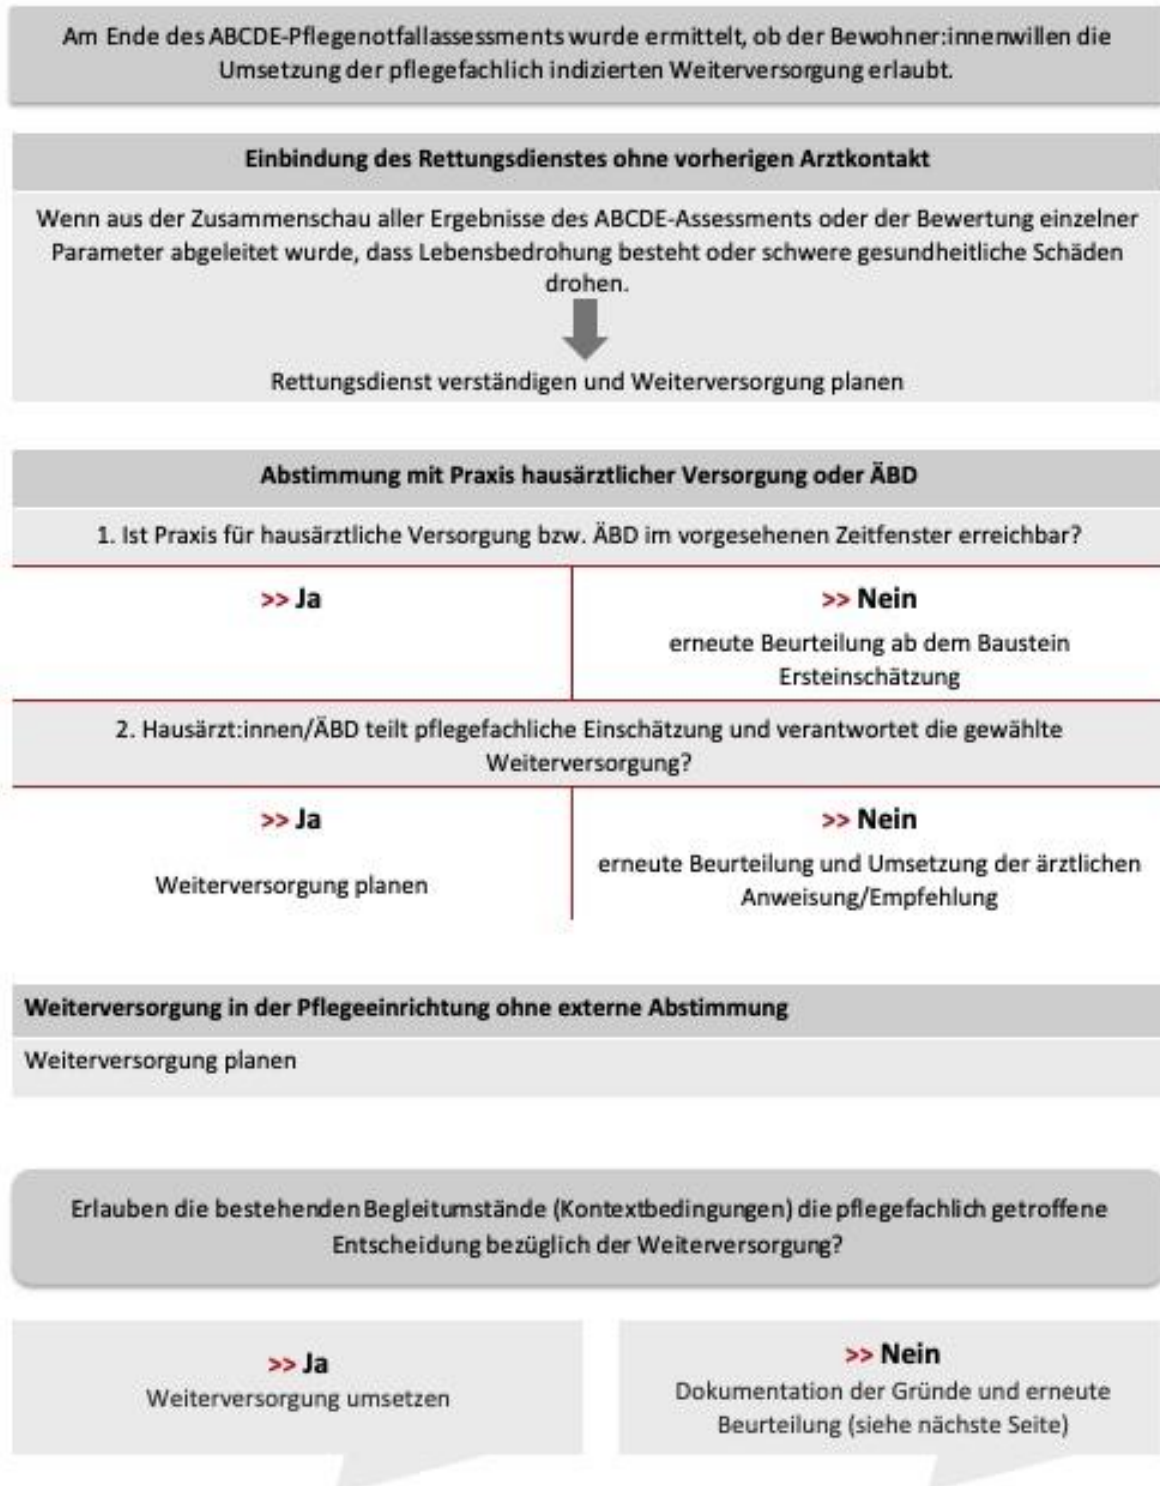 Am Ende des ABCDE-Pflegenotfallassessments wurde ermittelt, ob der Bewohner:innenwillen die
Umsetzung der pflegefachlich indizierten Weiterversorgung erlaubt.
Einbindung des Rettungsdienstes ohne vorherigen Arztkontakt
Wenn aus der Zusammenschau aller Ergebnisse des ABCDE-Assessments oder der Bewertung einzelner
Parameter abgeleitet wurde, dass Lebensbedrohung besteht oder schwere gesundheitliche Schäden
drohen.
Rettungsdienst verständigen und Weiterversorgung planen
Abstimmung mit Praxis hausärztlicher Versorgung oder ÄBD
1. Ist Praxis für hausärztliche Versorgung bzw. ÄBD im vorgesehenen Zeitfenster erreichbar?
>> Ja
>> Nein
erneute Beurteilung ab dem Baustein
Ersteinschätzung
2. Hausärzt:innen/ÄBD teilt pflegefachliche Einschätzung und verantwortet die gewählte
Weiterversorgung?
>> Ja
Weiterversorgung planen
>> Nein
erneute Beurteilung und Umsetzung der ärztlichen
Anweisung/Empfehlung
Weiterversorgung in der Pflegeeinrichtung ohne externe Abstimmung
Weiterversorgung planen
Erlauben die bestehenden Begleitumstände (Kontextbedingungen) die pflegefachlich getroffene
Entscheidung bezüglich der Weiterversorgung?
>> Ja
Weiterversorgung umsetzen
>> Nein
Dokumentation der Gründe und erneute
Beurteilung (siehe nächste Seite)